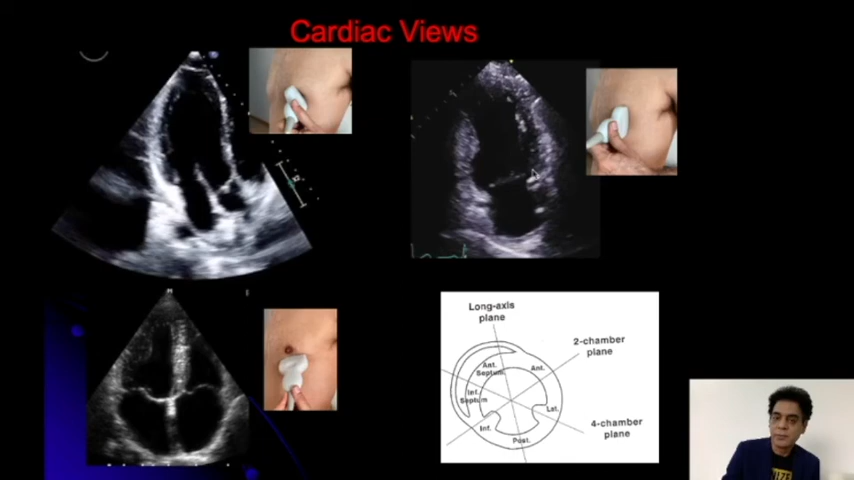 Cardiac Views
Long-axis
plane
2-chamber
plane
Ant.
Septum
Ant.
Inf.
Septum
Lat.
Inf.
Post.
4-chamber
plane